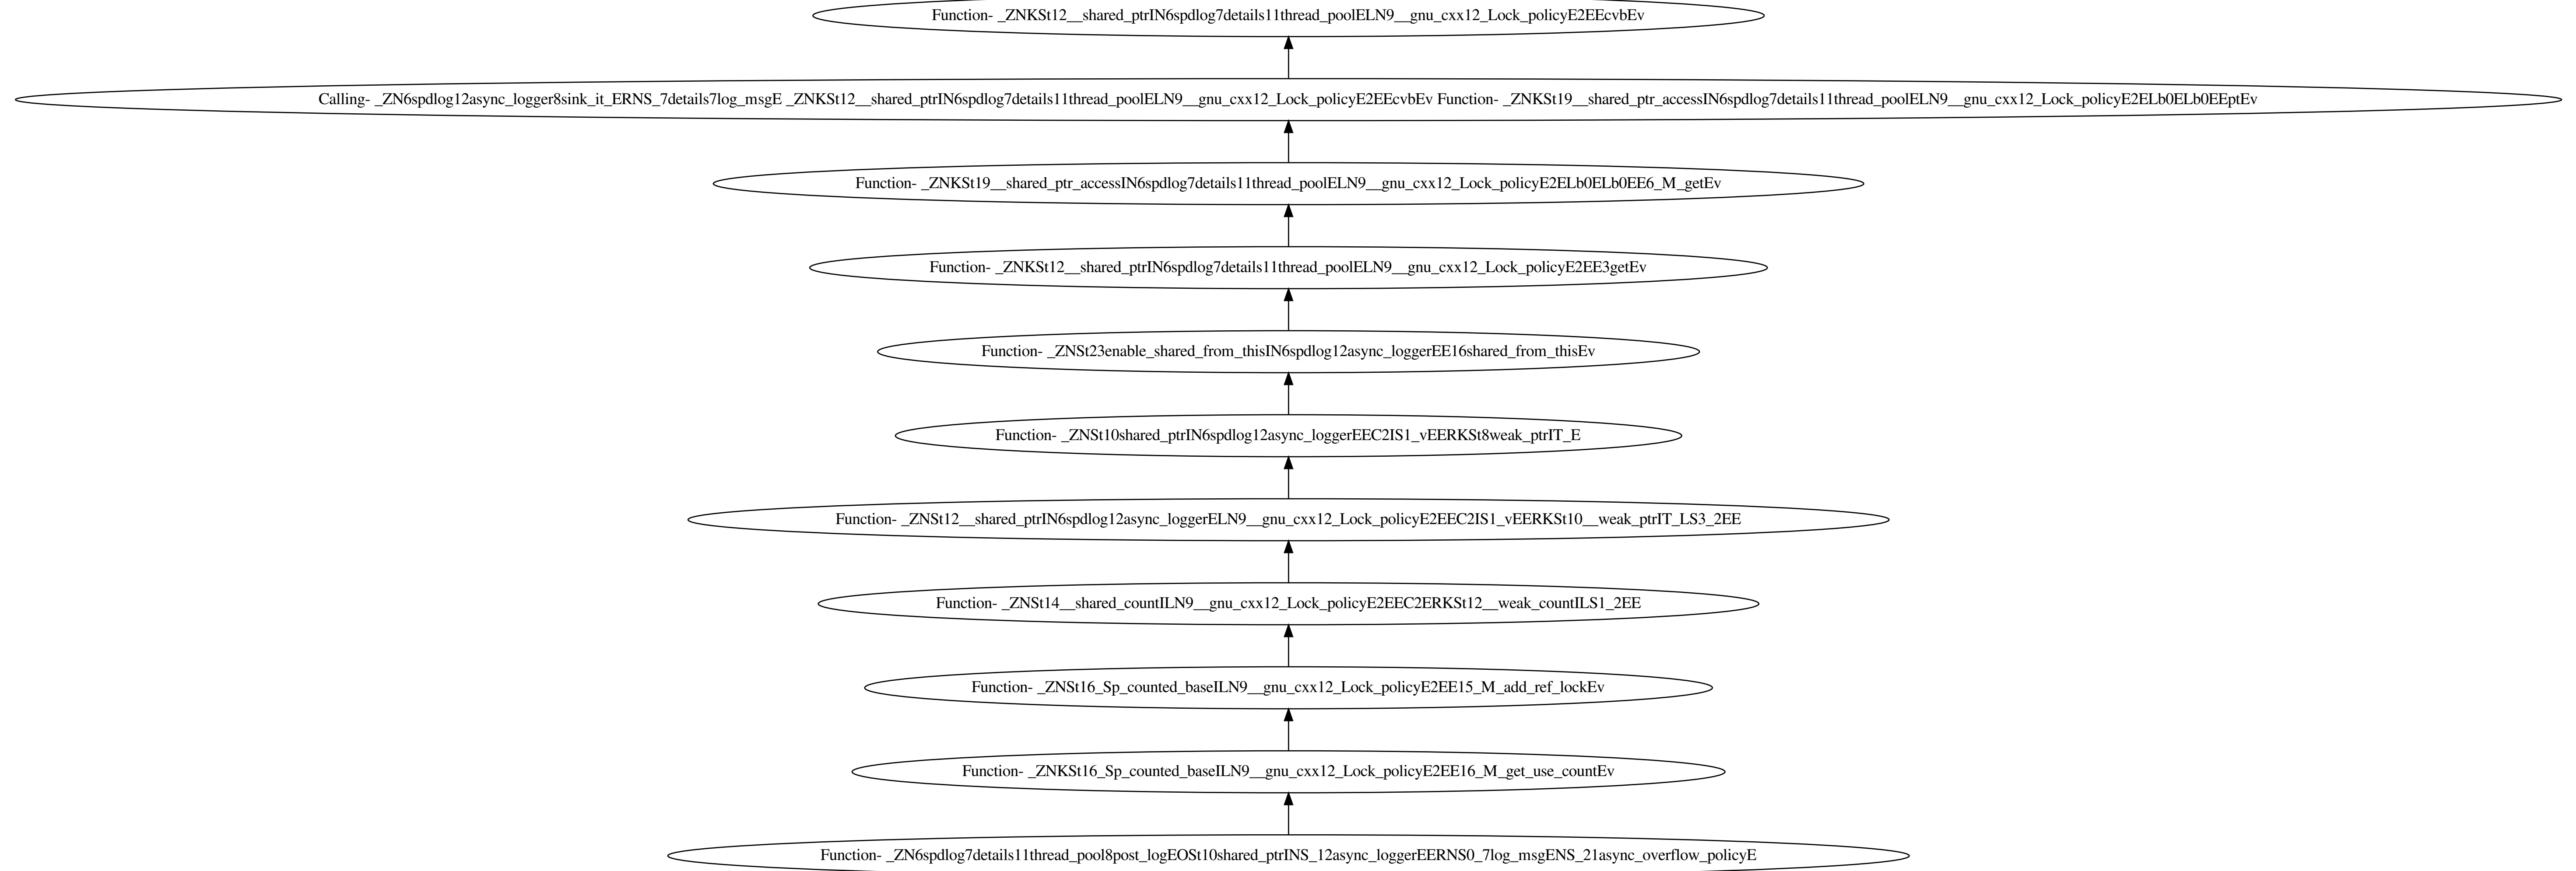 Function- _ZNKSt12__shared_ptrIN6spdlog7details11thread_poolELN9__gnu_cxx12_Lock_policyE2EEcvbEv
Calling- _ZN6spdlog12async_logger8sink_it_ERNS_7details7log_msgE _ZNKSt12__shared_ptrIN6spdlog7details11thread_poolELN9__gnu_cxx12_Lock_policyE2EEcvbEv Function- _ZNKSt19__shared_ptr_accessIN6spdlog7details11thread_poolELN9__gnu_cxx12_Lock_policyE2ELb0ELb0EEptEv
Function- _ZNKSt19__shared_ptr_accessIN6spdlog7details11thread_poolELN9__gnu_cxx12_Lock_policyE2ELb0ELb0EE6_M_getEv
Function- _ZNKSt12__shared_ptrIN6spdlog7details11thread_poolELN9__gnu_cxx12_Lock_policyE2EE3getEv
Function- _ZNSt23enable_shared_from_thisIN6spdlog12async_loggerEE16shared_from_thisEv
Function- _ZNSt10shared_ptrIN6spdlog12async_loggerEEC2IS1_vEERKSt8weak_ptrIT_E
Function- _ZNSt12__shared_ptrIN6spdlog12async_loggerELN9__gnu_cxx12_Lock_policyE2EEC2IS1_vEERKSt10__weak_ptrIT_LS3_2EE
Function- _ZNSt14__shared_countILN9__gnu_cxx12_Lock_policyE2EEC2ERKSt12__weak_countILS1_2EE
Function- _ZNSt16_Sp_counted_baseILN9__gnu_cxx12_Lock_policyE2EE15_M_add_ref_lockEv
Function- _ZNKSt16_Sp_counted_baseILN9__gnu_cxx12_Lock_policyE2EE16_M_get_use_countEv
Function- _ZN6spdlog7details11thread_pool8post_logEOSt10shared_ptrINS_12async_loggerEERNS0_7log_msgENS_21async_overflow_policyE